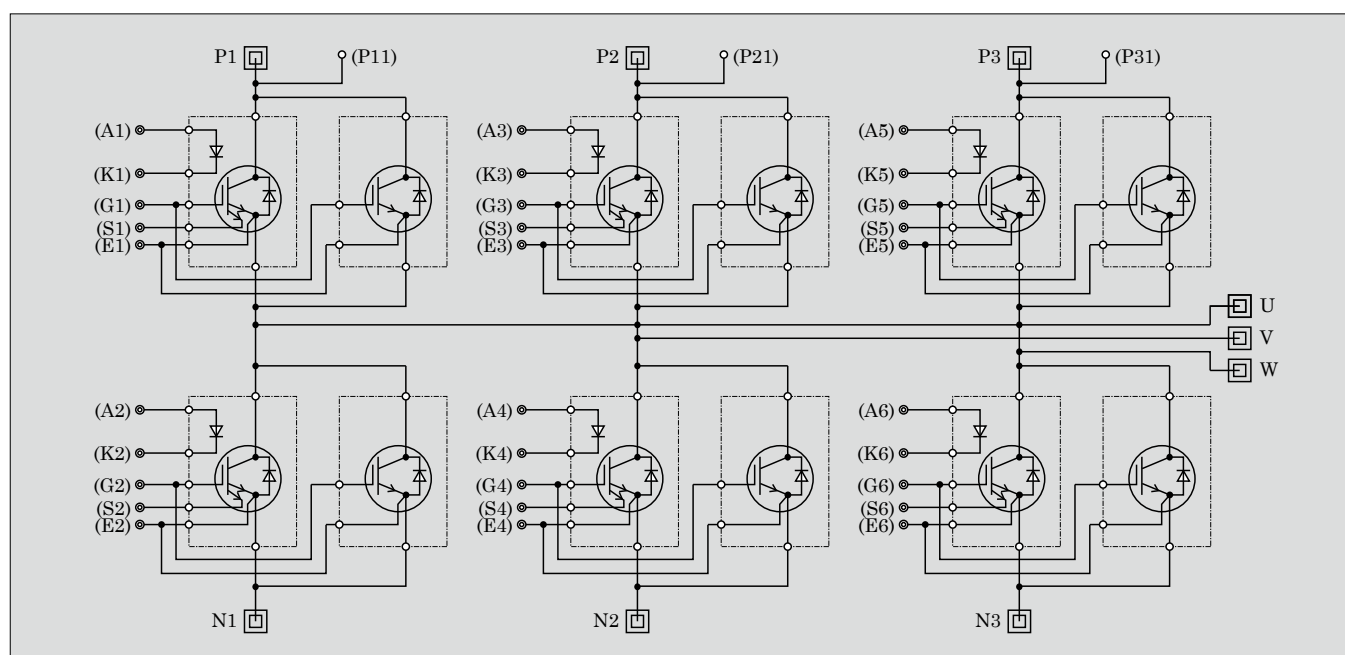 P1 (P11) P2 (P21) P3 (P31)
(A1) (A3) (A5)
(K1) (K3) (K5)
(G1) (G3) (G5)
(S1) (S3) (S5)
(E1) (E3) (E5)
U
V
W
(A2) (A4) (A6)
(K2) (K4) (K6)
(G2) (G4) (G6)
(S2) (S4) (S6)
(E2) (E4) (E6)
N1 N2 N3